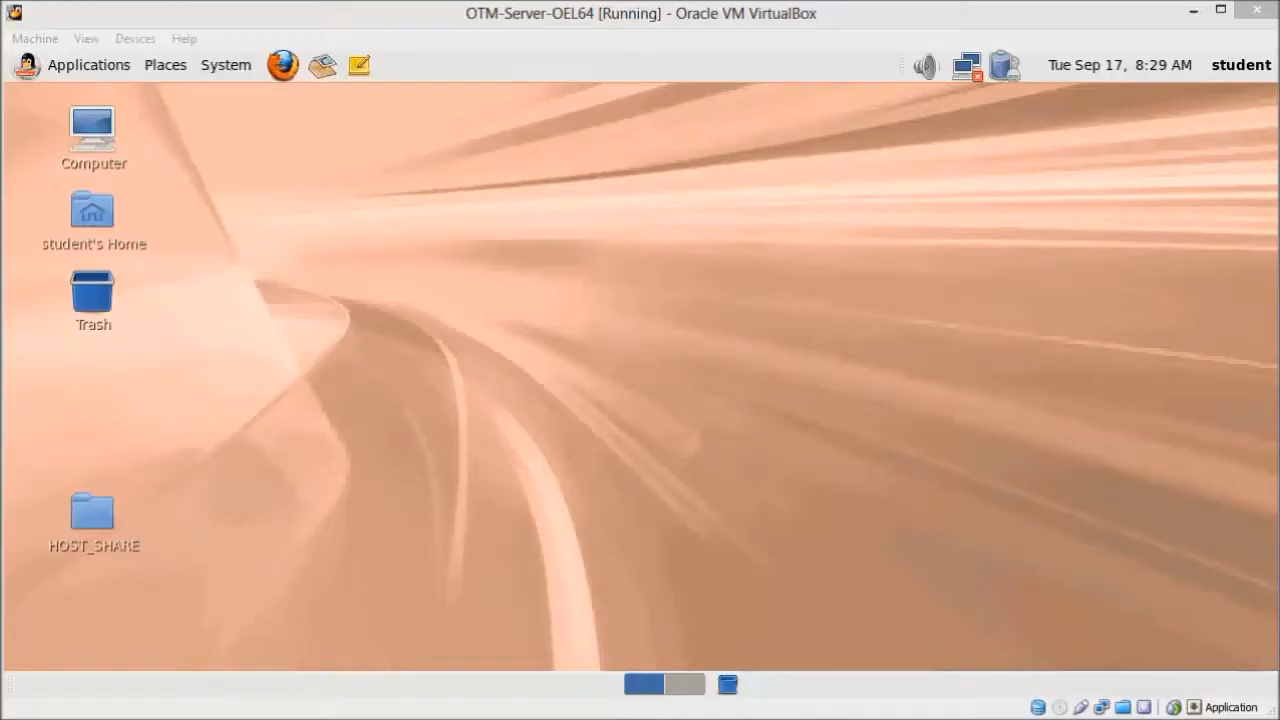 OTM-Server-OEL64 [Running] - Oracle VM VirtualBox
Machine View Devices Help
Applications Places System Tue Sep 17, 8:29 AM student
Computer
student's Home
Trash
HOST_SHARE
Application